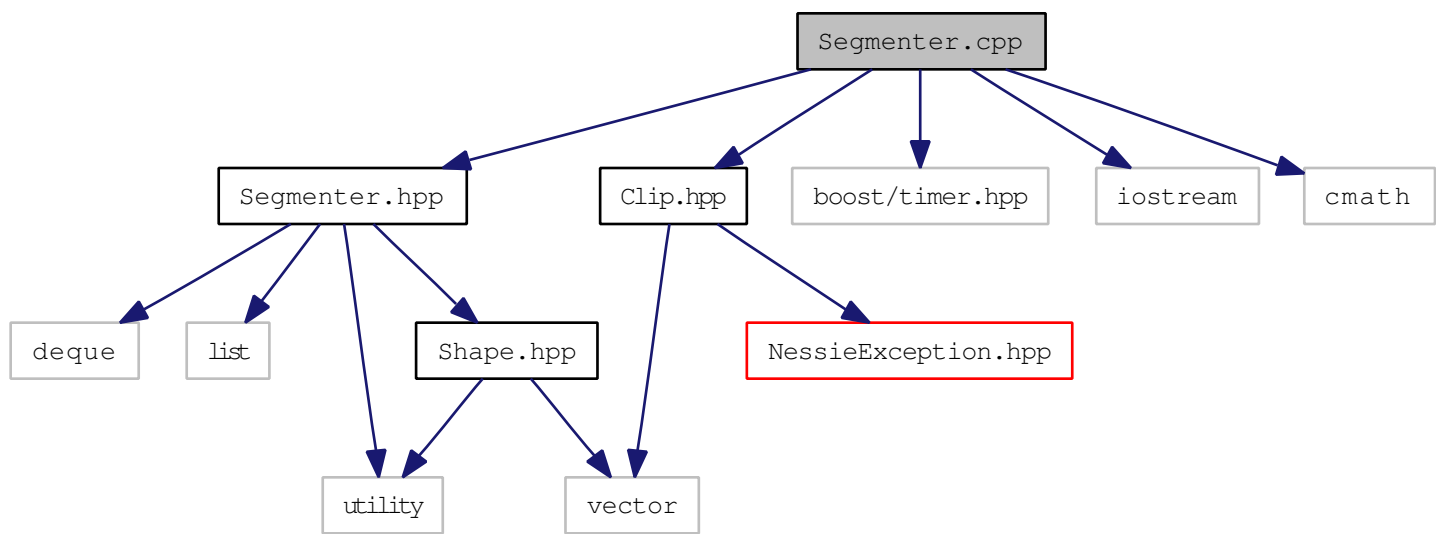 Segmenter.cpp
Segmenter.hpp
Clip.hpp
boost/timer.hpp
iostream
cmath
deque
list
Shape.hpp
NessieException.hpp
utility
vector